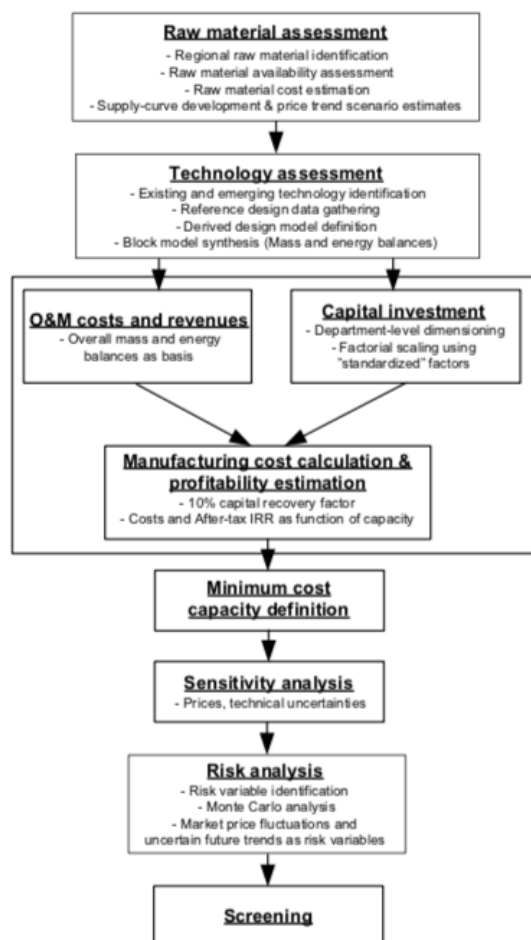 Raw material assessment
- Regional raw material identification
- Raw material availability assessment
- Raw material cost estimation
- Supply-curve development & price trend scenario estimates
Technology assessment
- Existing and emerging technology identification
- Reference design data gathering
- Derived design model definition
- Block model synthesis (Mass and energy balances)
O&M costs and revenues
- Overall mass and energy
balances as basis
Capital investment
- Department-level dimensioning
- Factorial scaling using
"standardized" factors
Manufacturing cost calculation &
profitability estimation
- 10% capital recovery factor
- Costs and After-tax IRR as function of capacity
Minimum cost
capacity definition
Sensitivity analysis
- Prices, technical uncertainties
Risk analysis
- Risk variable identification
- Monte Carlo analysis
- Market price fluctuations and
uncertain future trends as risk variables
Screening